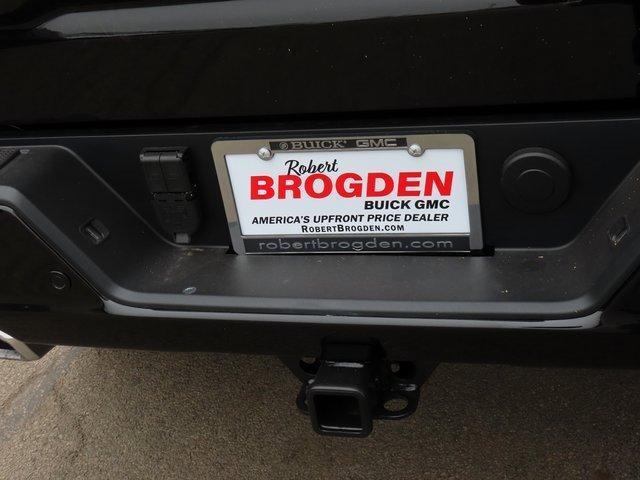 BUICK GMC
Robert
BROGDEN
BUICK GMC
AMERICA'S UPFRONT PRICE DEALER
ROBERTBROGDEN.COM
robertbrogden.com